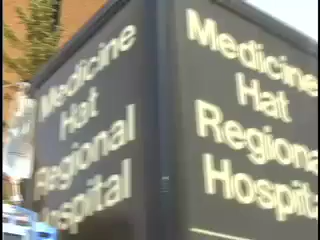 Medicine
Hat
Regional
Hospital
Medicine
Hat
Regional
Hospital